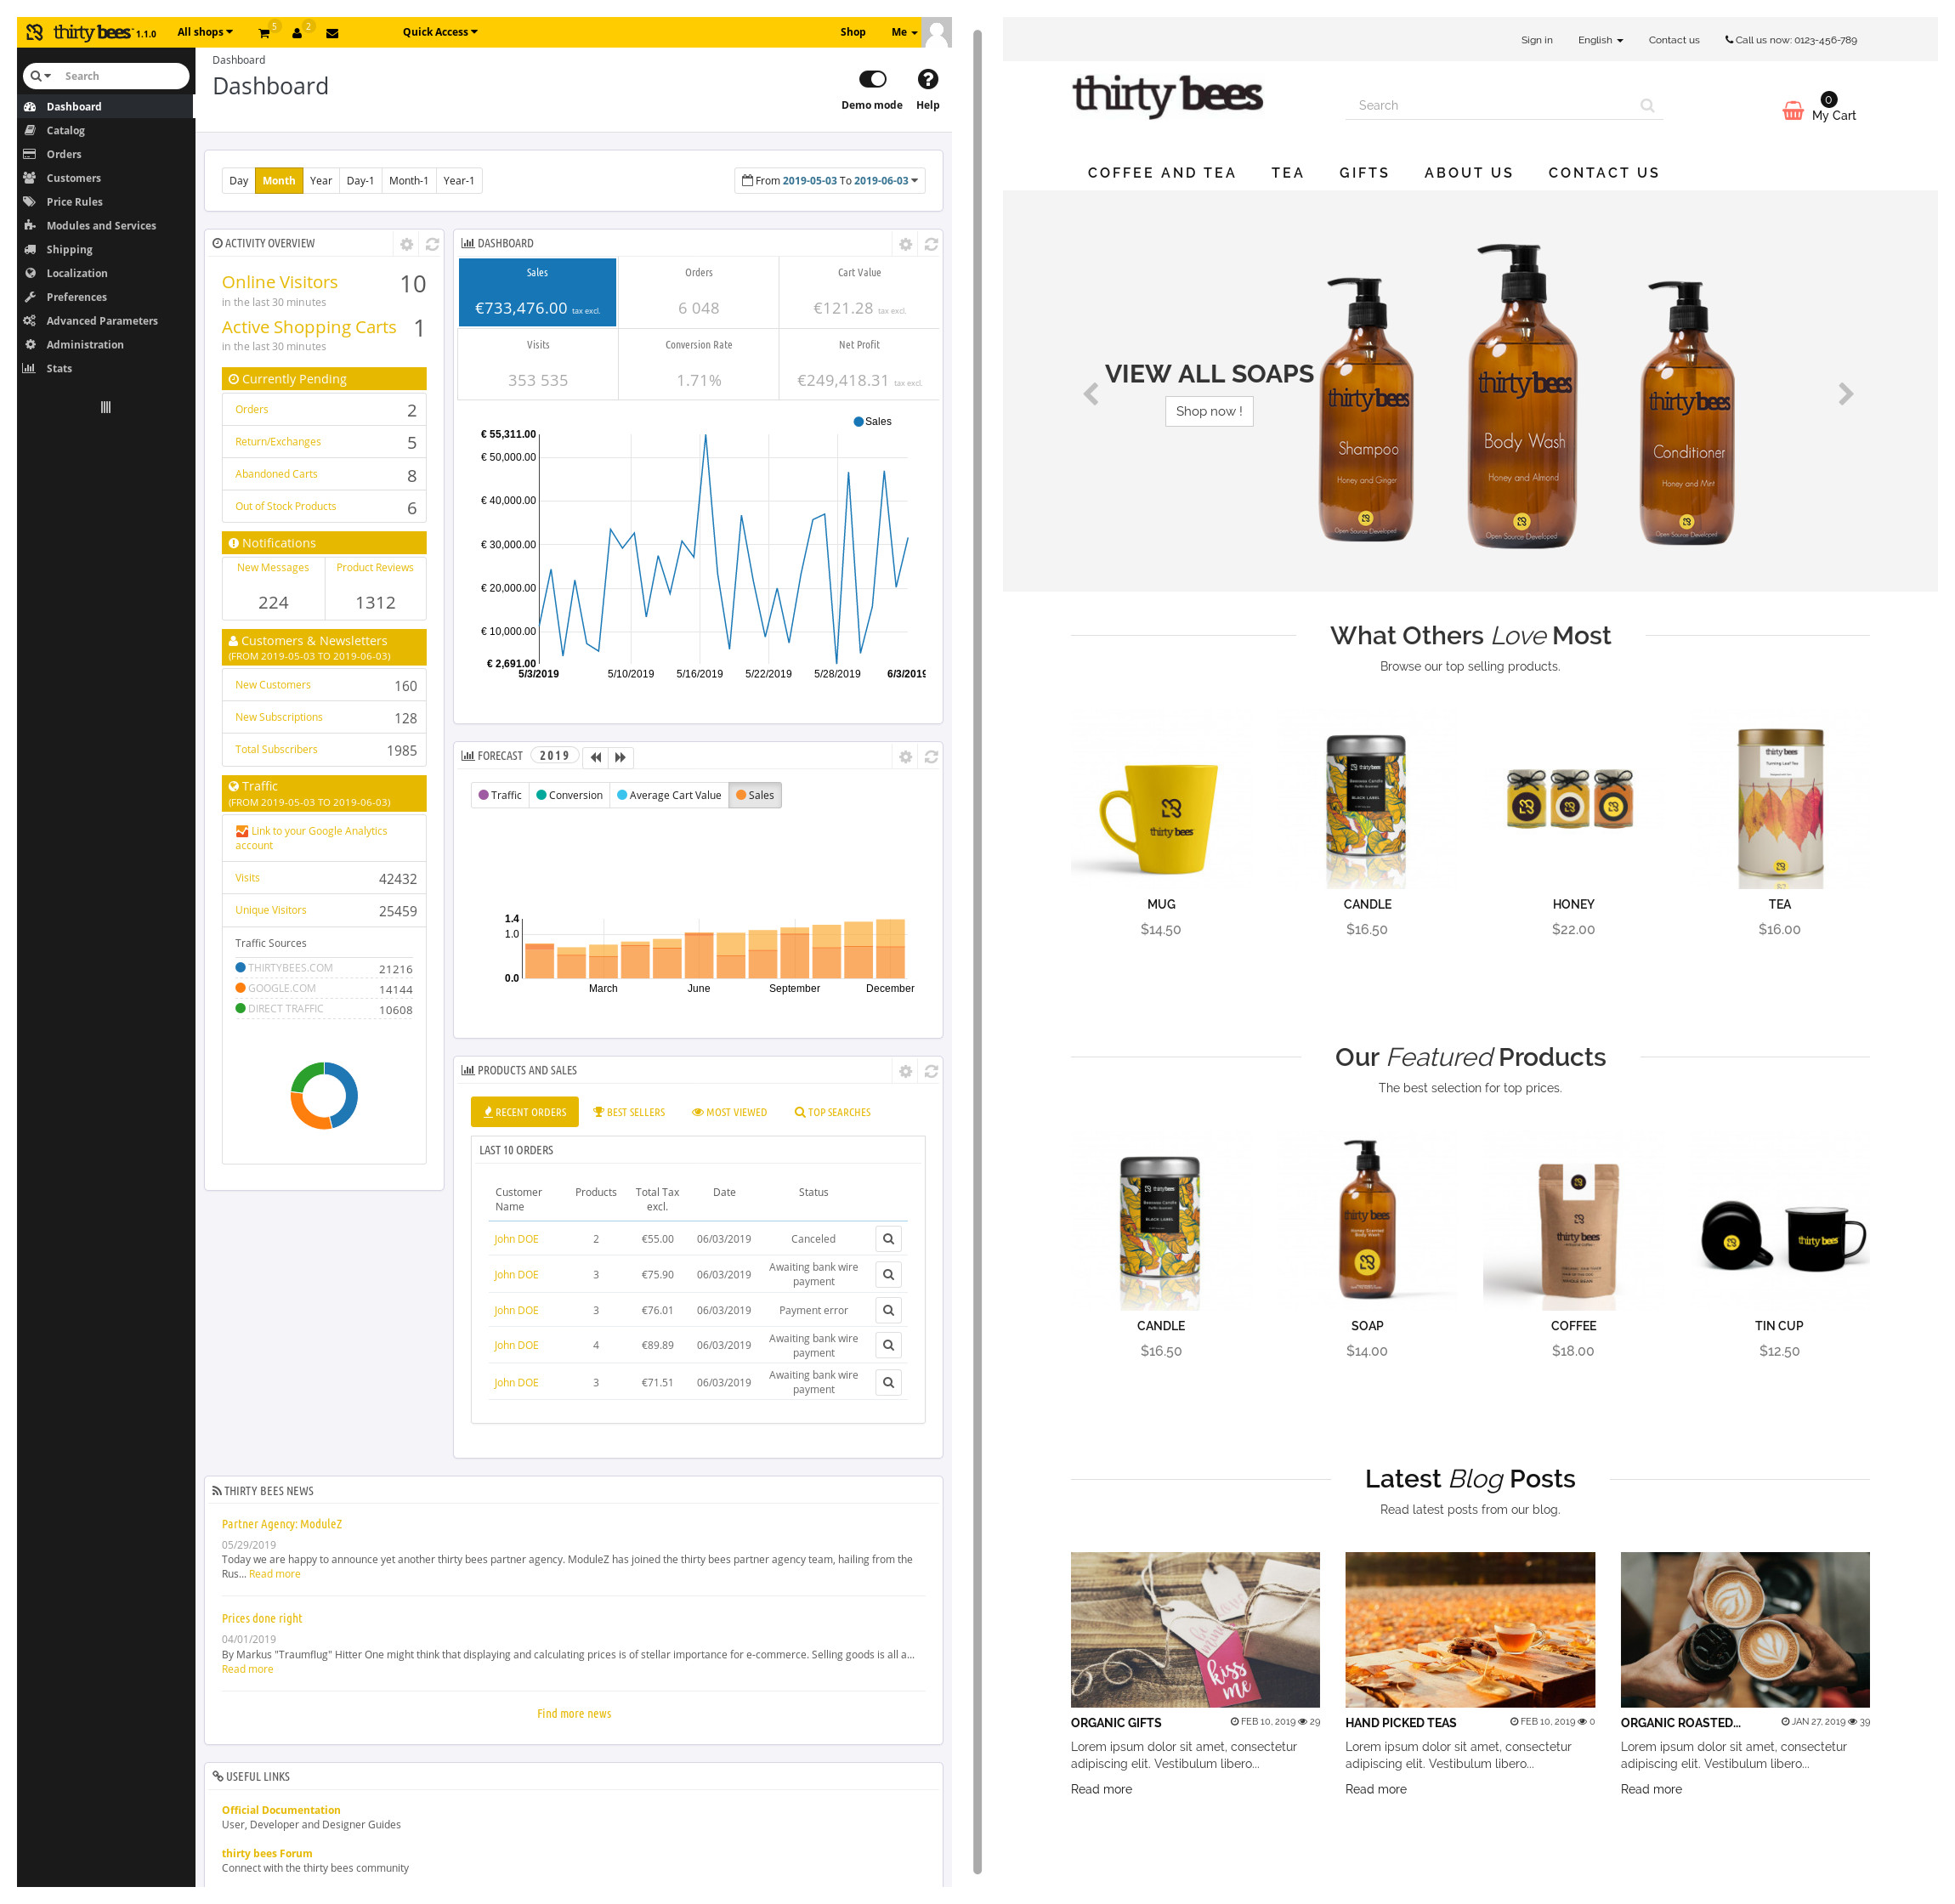 thirty bees 1.1.0
All shops
5
2
Quick Access
Shop
Me
Search
Dashboard
Catalog
Orders
Customers
Price Rules
Modules and Services
Shipping
Localization
Preferences
Advanced Parameters
Administration
Stats
Dashboard
Dashboard
Demo mode
Help
Day
Month
Year
Day-1
Month-1
Year-1
From 2019-05-03 To 2019-06-03
ACTIVITY OVERVIEW
Online Visitors 10
in the last 30 minutes
Active Shopping Carts 1
in the last 30 minutes
Currently Pending
Orders 2
Return/Exchanges 5
Abandoned Carts 8
Out of Stock Products 6
Notifications
New Messages
Product Reviews
224
1312
Customers & Newsletters
(FROM 2019-05-03 TO 2019-06-03)
New Customers 160
New Subscriptions 128
Total Subscribers 1985
Traffic
(FROM 2019-05-03 TO 2019-06-03)
Link to your Google Analytics
account
Visits 42432
Unique Visitors 25459
Traffic Sources
THIRTYBEES.COM 21216
GOOGLE.COM 14144
DIRECT TRAFFIC 10608
DASHBOARD
Sales
Orders
Cart Value
€733,476.00 tax excl.
6 048
€121.28 tax excl.
Visits
Conversion Rate
Net Profit
353 535
1.71%
€249,418.31 tax excl.
Sales
€ 55,311.00
€ 50,000.00
€ 40,000.00
€ 30,000.00
€ 20,000.00
€ 10,000.00
€ 2,691.00
5/3/2019
5/10/2019
5/16/2019
5/22/2019
5/28/2019
6/3/2019
FORECAST
2019
Traffic
Conversion
Average Cart Value
Sales
1.4
1.0
0.0
March
June
September
December
PRODUCTS AND SALES
RECENT ORDERS
BEST SELLERS
MOST VIEWED
TOP SEARCHES
LAST 10 ORDERS
Customer Name
Products
Total Tax excl.
Date
Status
John DOE 2 €55.00 06/03/2019 Canceled
John DOE 3 €75.90 06/03/2019 Awaiting bank wire payment
John DOE 3 €76.01 06/03/2019 Payment error
John DOE 4 €89.89 06/03/2019 Awaiting bank wire payment
John DOE 3 €71.51 06/03/2019 Awaiting bank wire payment
THIRTY BEES NEWS
Partner Agency: ModuleZ
05/29/2019
Today we are happy to announce yet another thirty bees partner agency. ModuleZ has joined the thirty bees partner agency team, hailing from the
Rus... Read more
Prices done right
04/01/2019
By Markus "Traumflug" Hitter One might think that displaying and calculating prices is of stellar importance for e-commerce. Selling goods is all a...
Read more
Find more news
USEFUL LINKS
Official Documentation
User, Developer and Designer Guides
thirty bees Forum
Connect with the thirty bees community
Sign in
English
Contact us
Call us now: 0123-456-789
thirty bees
Search
0
My Cart
COFFEE AND TEA
TEA
GIFTS
ABOUT US
CONTACT US
VIEW ALL SOAPS
Shop now !
thirty bees
Shampoo
Honey and Ginger
Open Source Developed
thirty bees
Body Wash
Honey and Almond
Open Source Developed
thirty bees
Conditioner
Honey and Mint
Open Source Developed
What Others Love Most
Browse our top selling products.
thirty bees
thirty bees
BLACK LABEL
thirty bees
Turning Leaf Tea
MUG
CANDLE
HONEY
TEA
$14.50
$16.50
$22.00
$16.00
Our Featured Products
The best selection for top prices.
thirty bees
BLACK LABEL
thirty bees
Body Wash
thirty bees
thirty bees
CANDLE
SOAP
COFFEE
TIN CUP
$16.50
$14.00
$18.00
$12.50
Latest Blog Posts
Read latest posts from our blog.
kiss
me
ORGANIC GIFTS
FEB 10, 2019 29
Lorem ipsum dolor sit amet, consectetur
adipiscing elit. Vestibulum libero...
Read more
HAND PICKED TEAS
FEB 10, 2019 0
Lorem ipsum dolor sit amet, consectetur
adipiscing elit. Vestibulum libero...
Read more
ORGANIC ROASTED...
JAN 27, 2019 39
Lorem ipsum dolor sit amet, consectetur
adipiscing elit. Vestibulum libero...
Read more